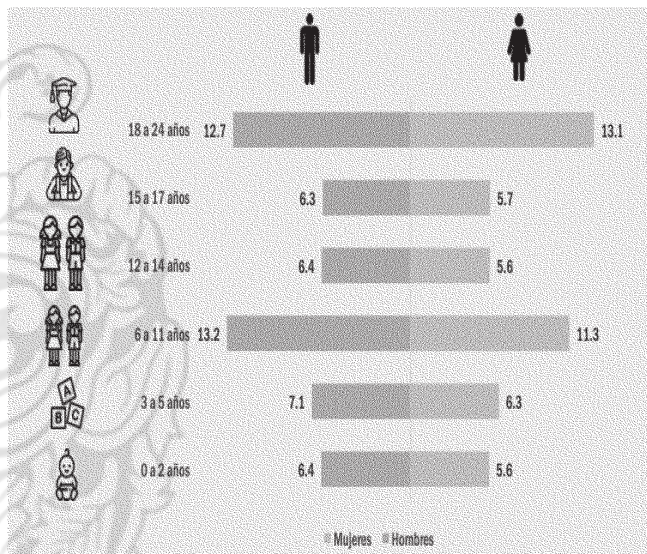 18 a 24 años 12.7 13.1
15 a 17 años 6.3 5.7
12 a 14 años 6.4 5.6
6 a 11 años 13.2 11.3
A
3 a 5 años 7.1 6.3
B C
0 a 2 años 6.4 5.6
Mujeres Hombres